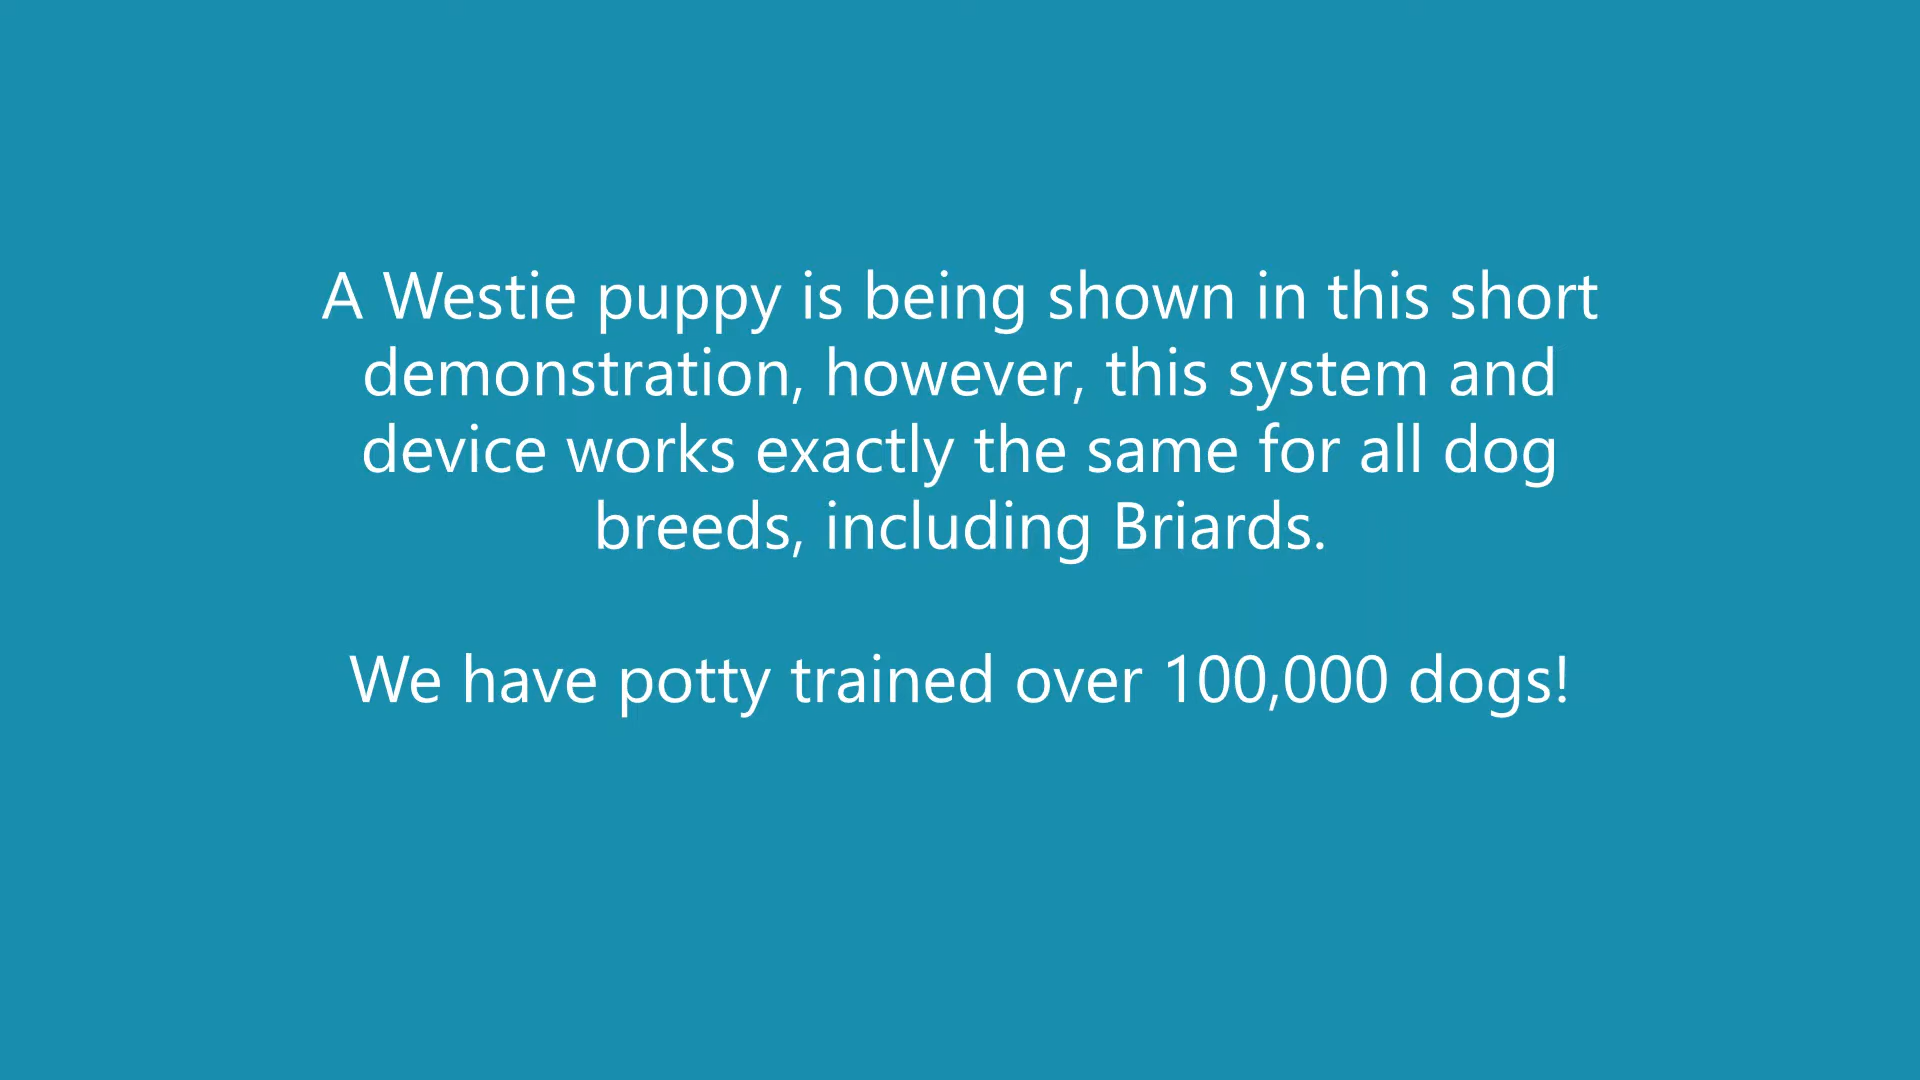 A Westie puppy is being shown in this short
demonstration, however, this system and
device works exactly the same for all dog
breeds, including Briards.
We have potty trained over 100,000 dogs!